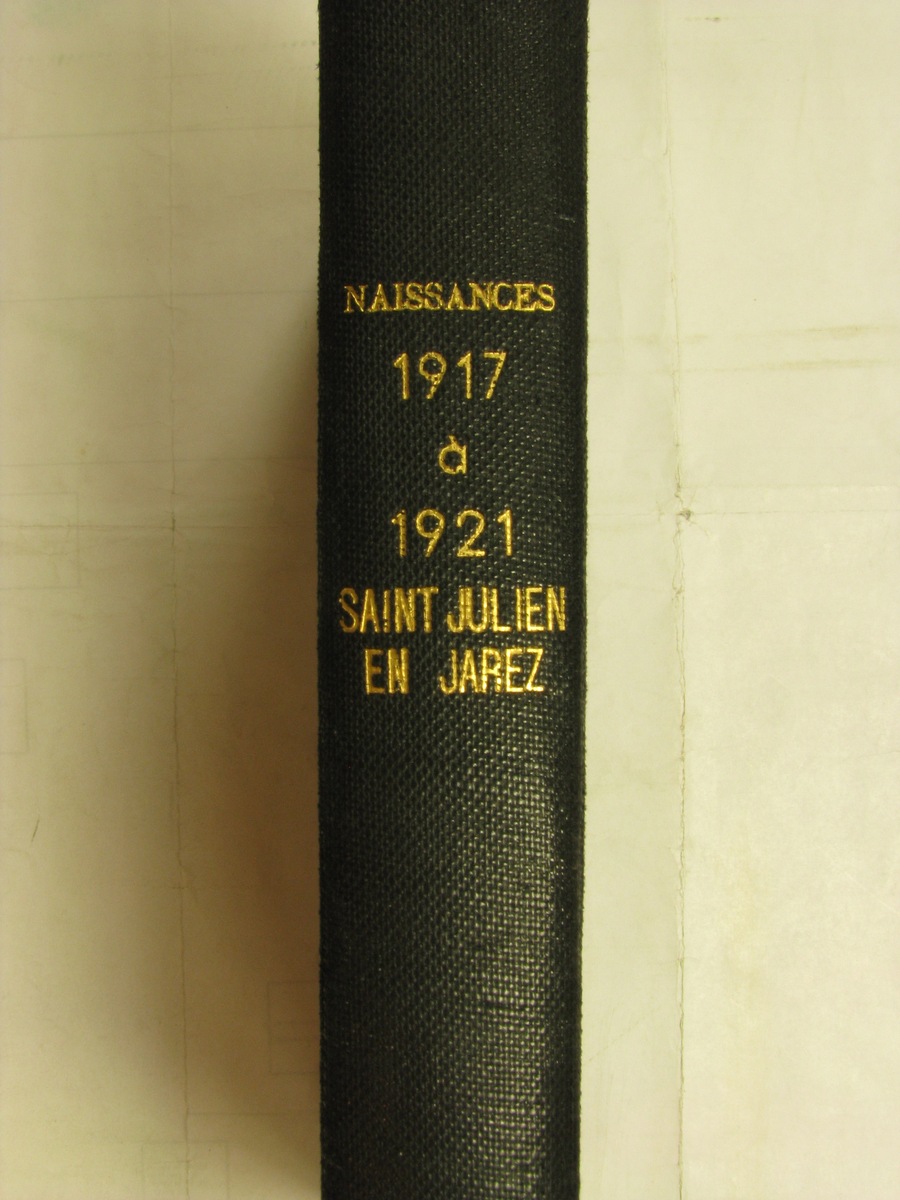 NAISSANCES
1917
à
1921
SAINT JULIEN
EN JAREZ